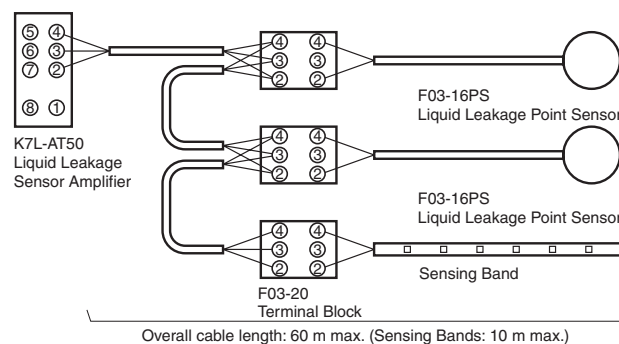 ⑤ ④
⑥ ③
⑦ ②
⑧ ①
K7L-AT50
Liquid Leakage
Sensor Amplifier
④ ④
③ ③
② ②
F03-16PS
Liquid Leakage Point Sensor
④ ④
③ ③
② ②
F03-16PS
Liquid Leakage Point Sensor
④ ④
③ ③
② ②
F03-20
Terminal Block
Sensing Band
Overall cable length: 60 m max. (Sensing Bands: 10 m max.)